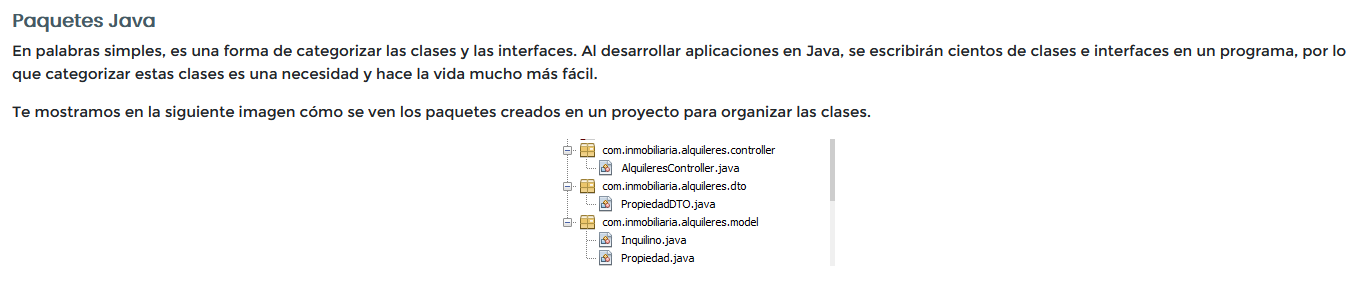 Paquetes Java
En palabras simples, es una forma de categorizar las clases y las interfaces. Al desarrollar aplicaciones en Java, se escribirán cientos de clases e interfaces en un programa, por lo
que categorizar estas clases es una necesidad y hace la vida mucho más fácil.
Te mostramos en la siguiente imagen cómo se ven los paquetes creados en un proyecto para organizar las clases.
com.inmobiliaria.alquileres.controller
AlquileresController.java
com.inmobiliaria.alquileres.dto
PropiedadDTO.java
com.inmobiliaria.alquileres.model
Inquilino.java
Propiedad.java